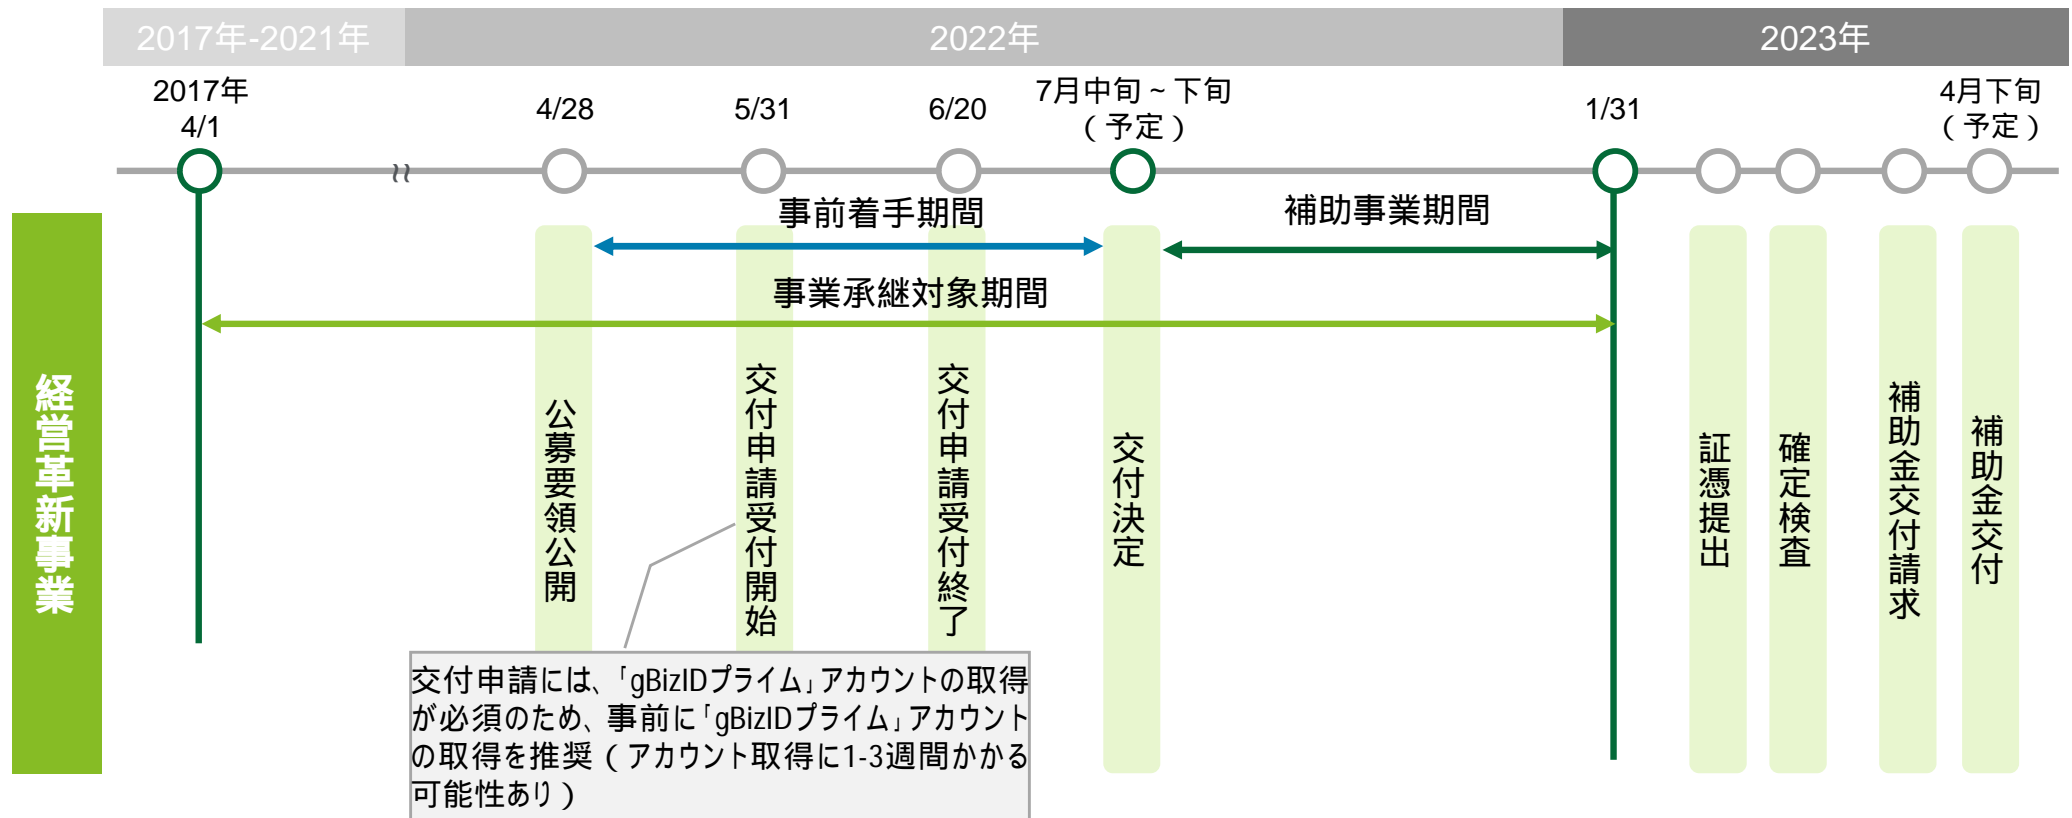 2017年-2021年
2022年
2023年
2017年
4/1
4/28
5/31
6/20
7月中旬～下旬
（予定）
1/31
4月下旬
（予定）
事前着手期間
補助事業期間
事業承継対象期間
経営革新事業
公募要領公開
交付申請受付開始
交付申請受付終了
交付決定
証憑提出
確定検査
補助金交付請求
補助金交付
交付申請には、「gBizIDプライム」アカウントの取得
が必須のため、事前に「gBizIDプライム」アカウント
の取得を推奨（アカウント取得に1-3週間かかる
可能性あり）